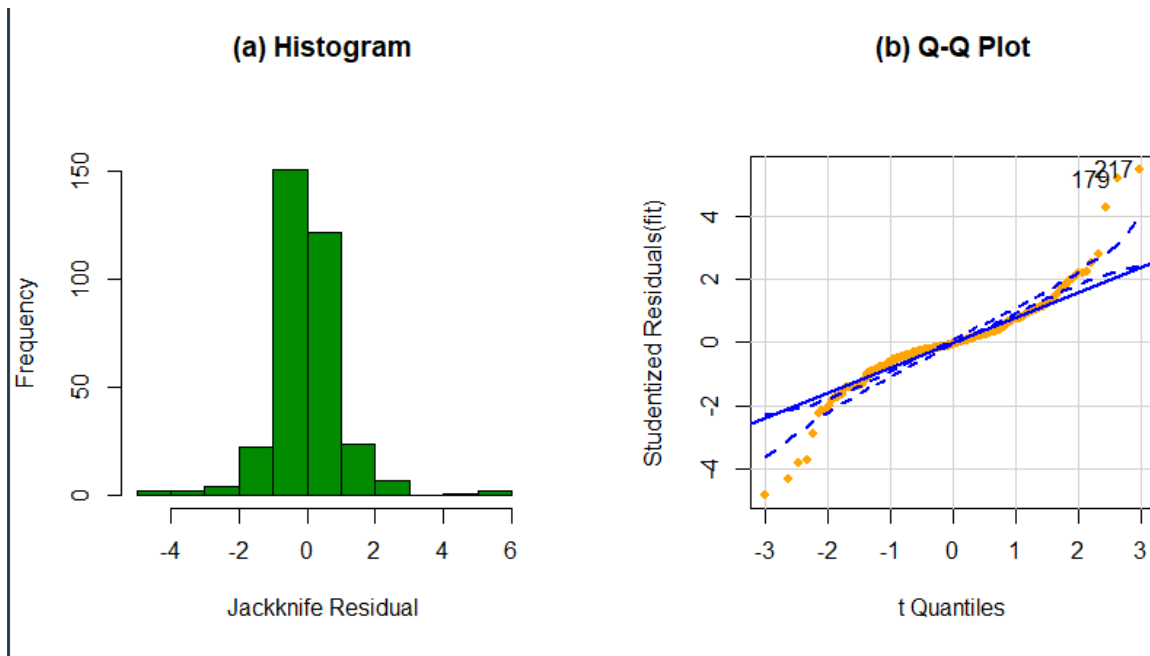 (a) Histogram
Frequency
150
100
50
0
-4 -2 0 2 4 6
Jackknife Residual
(b) Q-Q Plot
Studentized Residuals(fit)
4
2
0
-2
-4
179
217
-3 -2 -1 0 1 2 3
t Quantiles